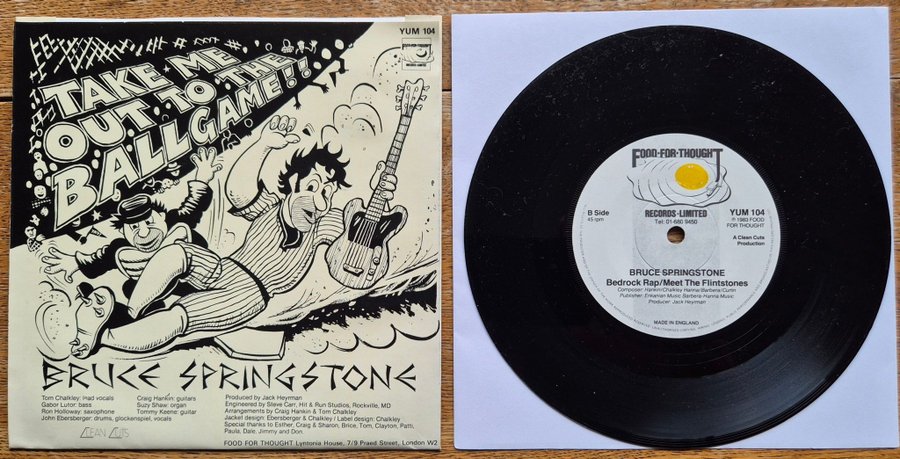 YUM 104
FOOD-FOR-THOUGHT
RECORDS-LIMITED
TAKE ME
OUT TO THE
BALLGAME!!
BRUCE SPRINGSTONE
Tom Chalkley: lead vocals
Gabor Lutor: bass
Ron Holloway: saxophone
John Ebersberger: drums, glockenspiel, vocals
Craig Hankin: guitars
Suzy Shaw: organ
Tommy Keene: guitar
Produced by Jack Heyrman
Engineered by Steve Carr, Hit & Run Studios, Rockville, MD
Arrangements by Craig Hankin & Tom Chalkley
Jacket design: Ebersberger & Chalkley / Label design: Chalkley
Special thanks to Esther, Craig & Sharon, Brice, Tom, Clayton, Patti,
Paula, Dale, Jimmy and Don.
CLEAN CUTS
FOOD FOR THOUGHT Lyntonia House, 7/9 Praed Street, London W2
FOOD-FOR-THOUGHT
RECORDS-LIMITED
Tel: 01-680 9450
B Side
45 rpm
YUM 104
℗ 1983 FOOD
FOR THOUGHT
A Clean Cuts
Production
BRUCE SPRINGSTONE
Bedrock Rap/Meet The Flintstones
Composer: Hankin/Chalkley Hanna/Barbera/Curtin
Publisher: Erikanian Music Barbera-Hanna Music:
Producer Jack Heyrman
MADE IN ENGLAND